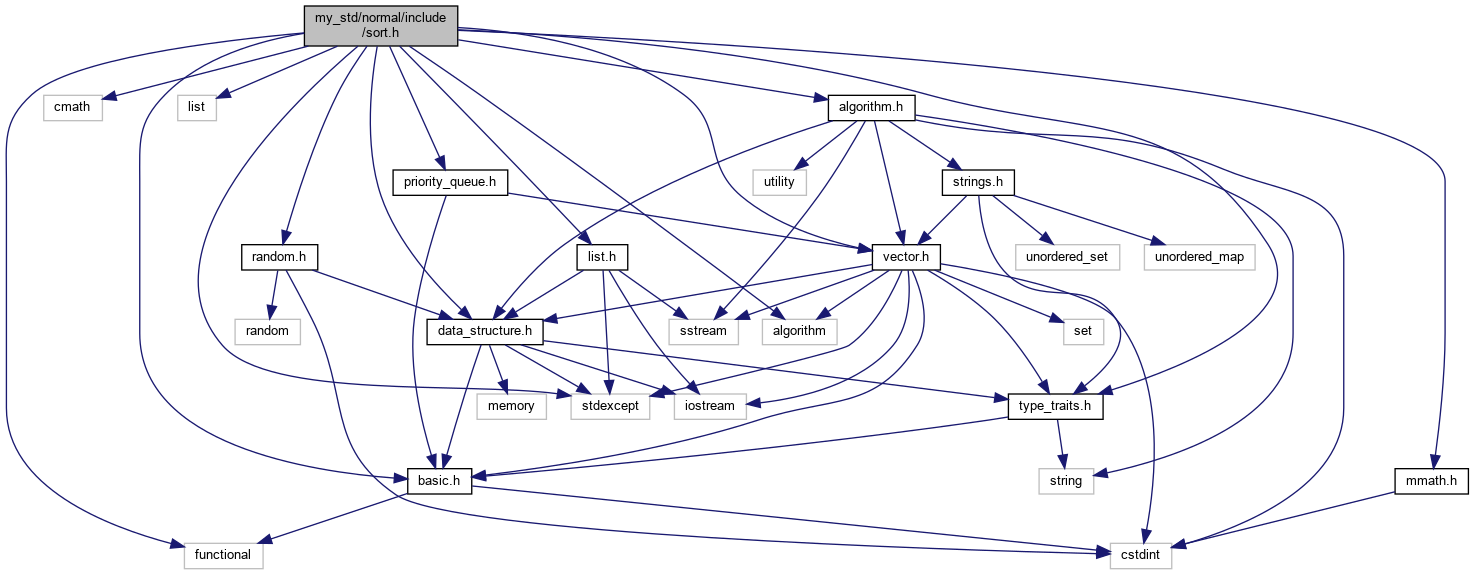 my_std/normal/include
/sort.h
cmath
list
algorithm.h
priority_queue.h
utility
strings.h
random.h
list.h
vector.h
unordered_set
unordered_map
random
data_structure.h
sstream
algorithm
set
memory
stdexcept
iostream
type_traits.h
basic.h
string
mmath.h
functional
cstdint